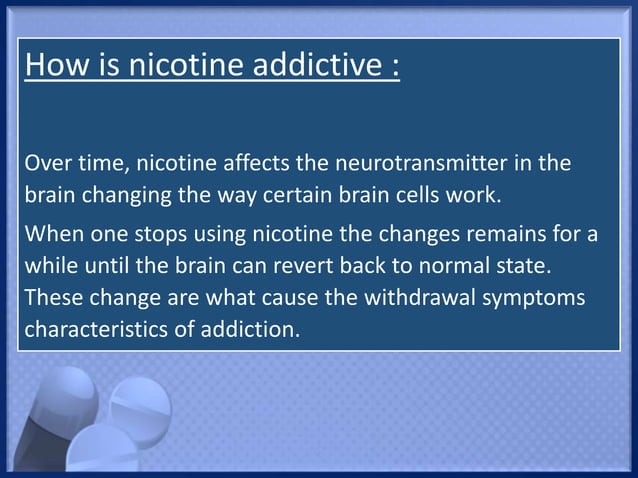 How is nicotine addictive :
Over time, nicotine affects the neurotransmitter in the
brain changing the way certain brain cells work.
When one stops using nicotine the changes remains for a
while until the brain can revert back to normal state.
These change are what cause the withdrawal symptoms
characteristics of addiction.